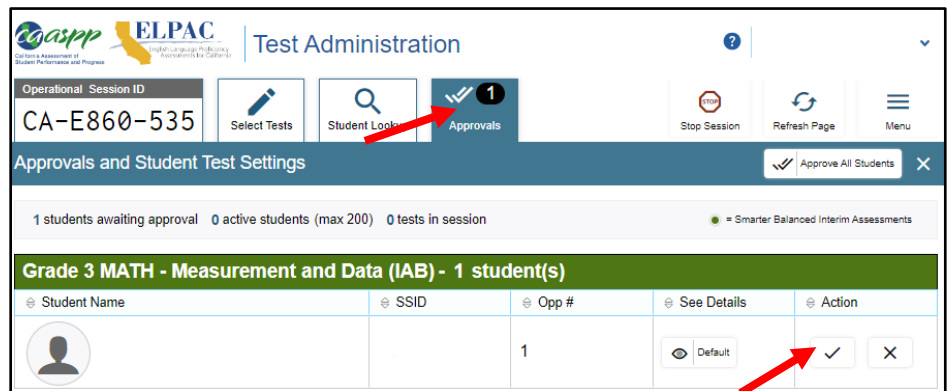 caaspp
California Assessment of
Student Performance and Progress
ELPAC
English Language Proficiency
Assessments for California
Test Administration
?
Operational Session ID
CA-E860-535
Select Tests
Student Lookup
1
Approvals
STOP
Stop Session
Refresh Page
Menu
Approvals and Student Test Settings
Approve All Students
1 students awaiting approval 0 active students (max 200) 0 tests in session
= Smarter Balanced Interim Assessments
Grade 3 MATH - Measurement and Data (IAB) - 1 student(s)
Student Name
SSID
Opp #
See Details
Action
1
Default